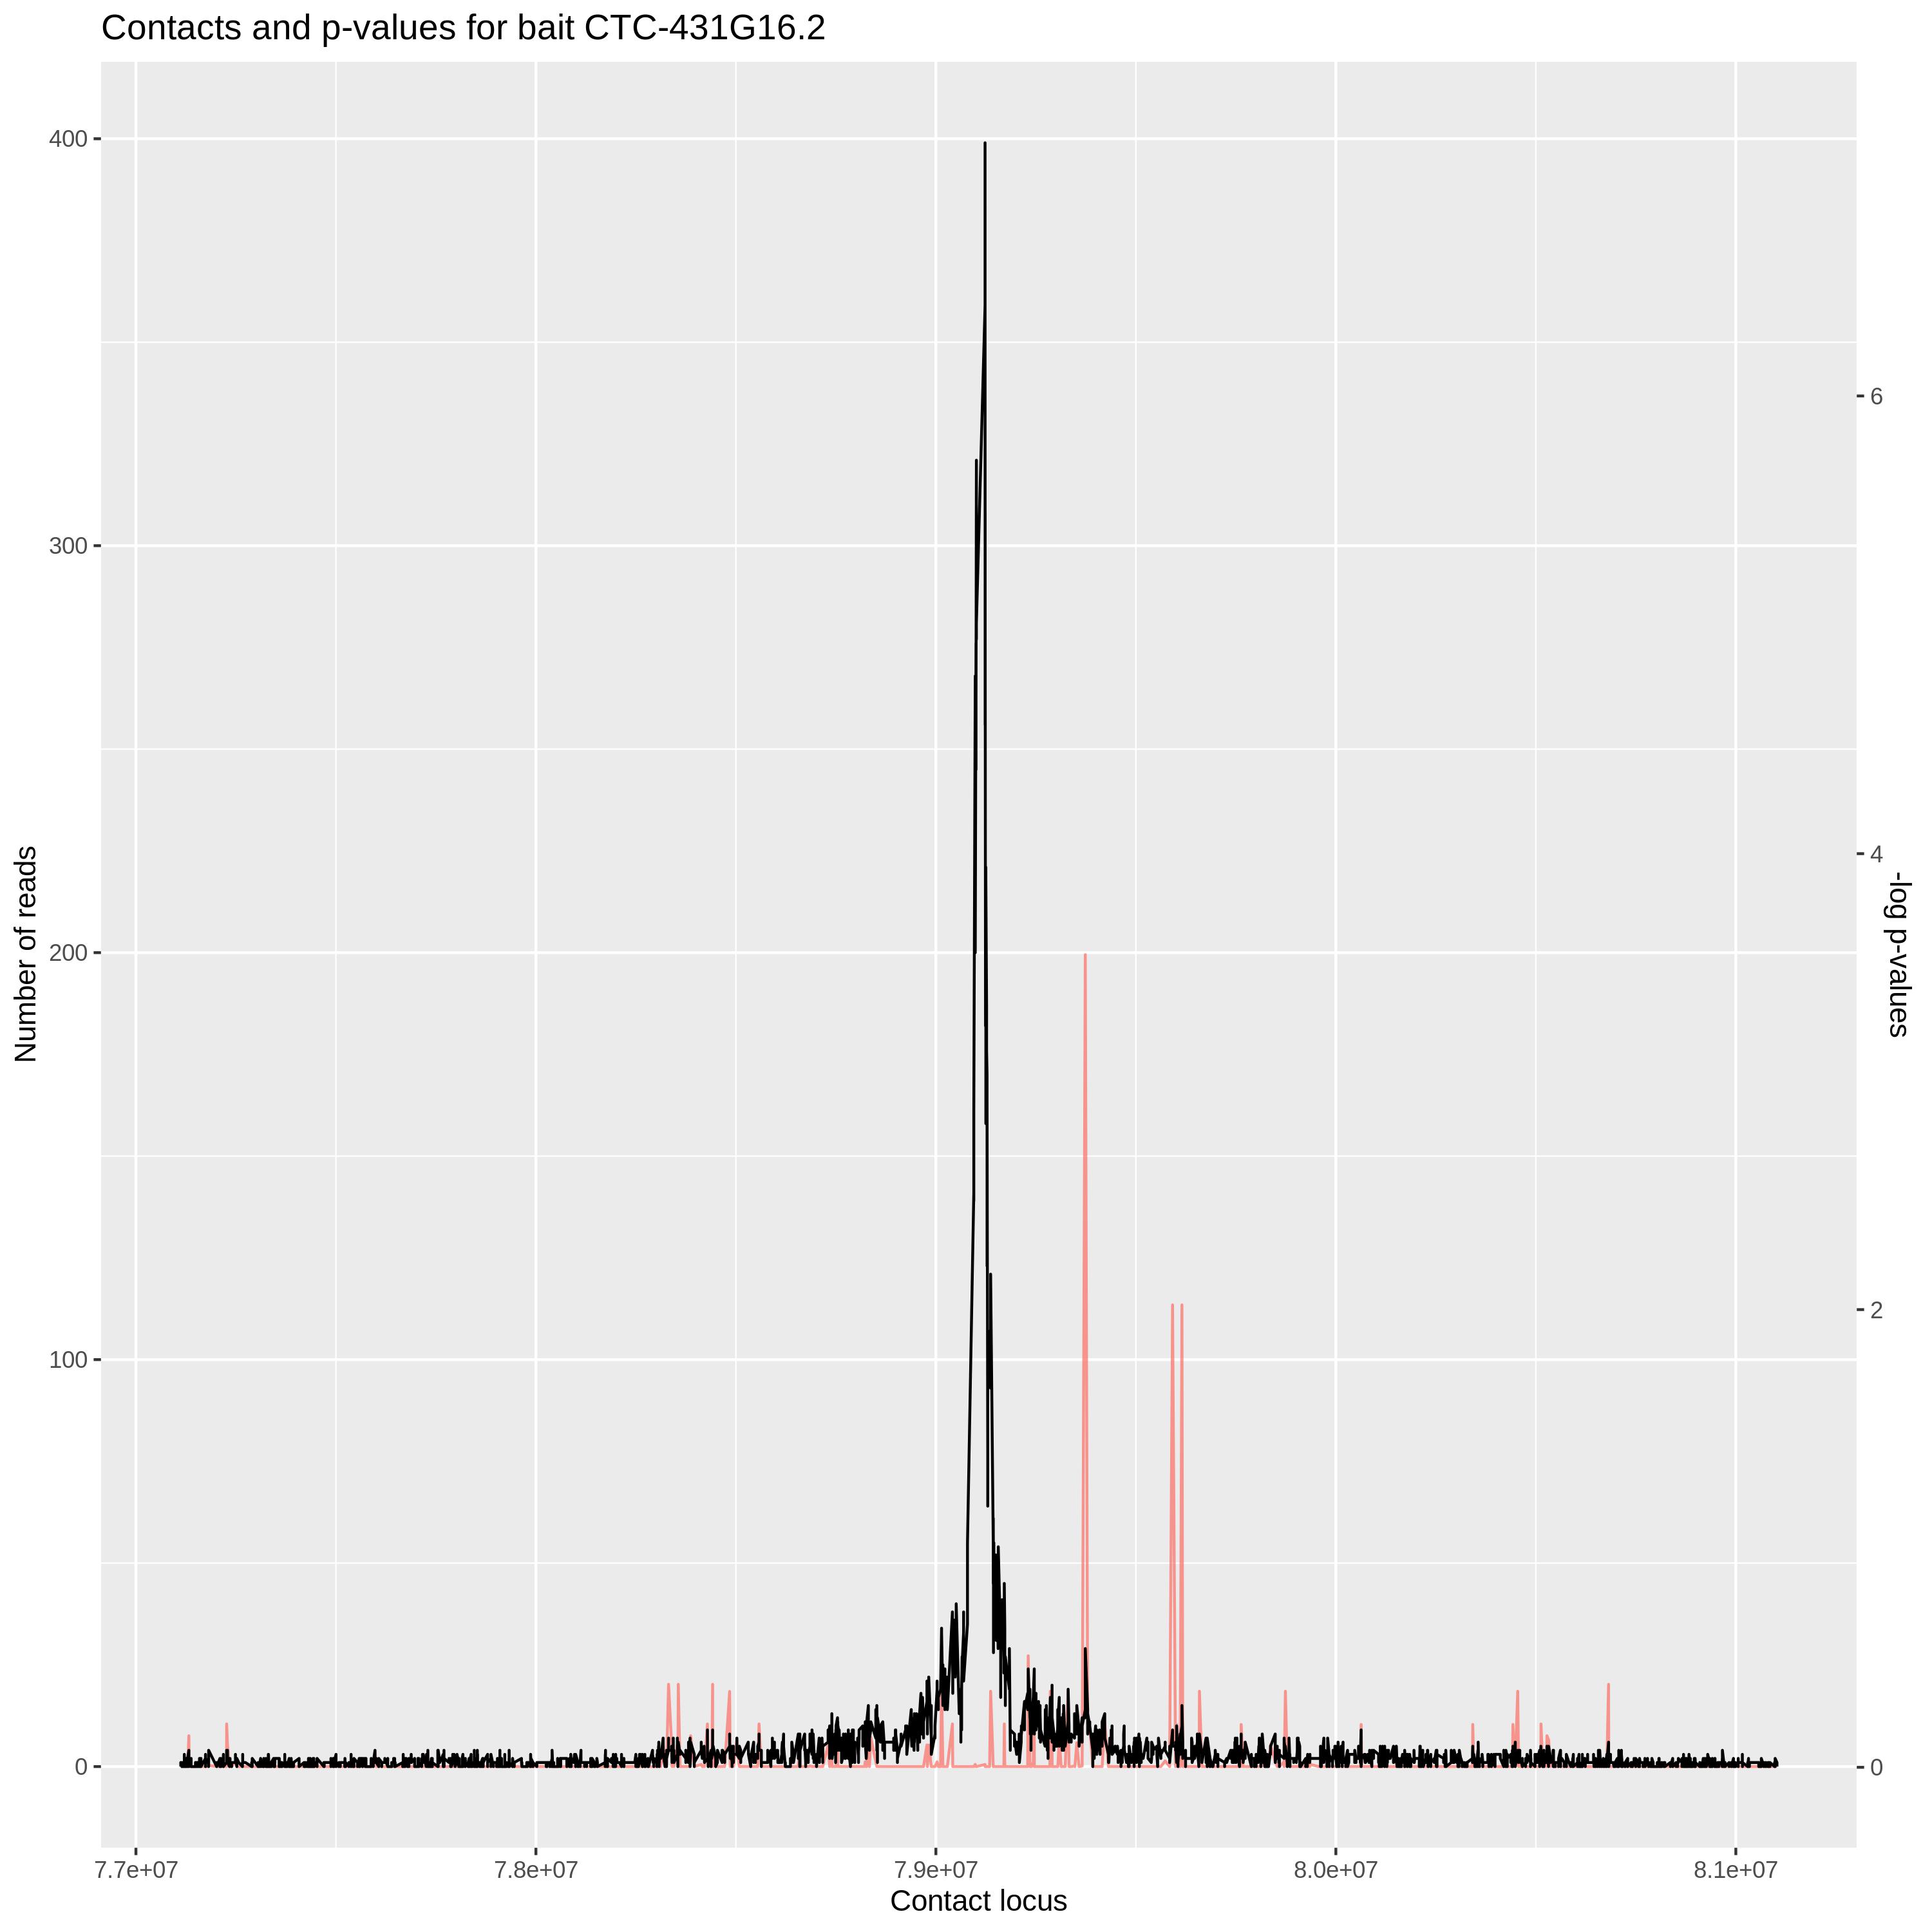 Contacts and p-values for bait CTC-431G16.2
400
300
200
100
0
Number of reads
6
4
2
0
-log p-values
7.7e+07 7.8e+07 7.9e+07 8.0e+07 8.1e+07
Contact locus